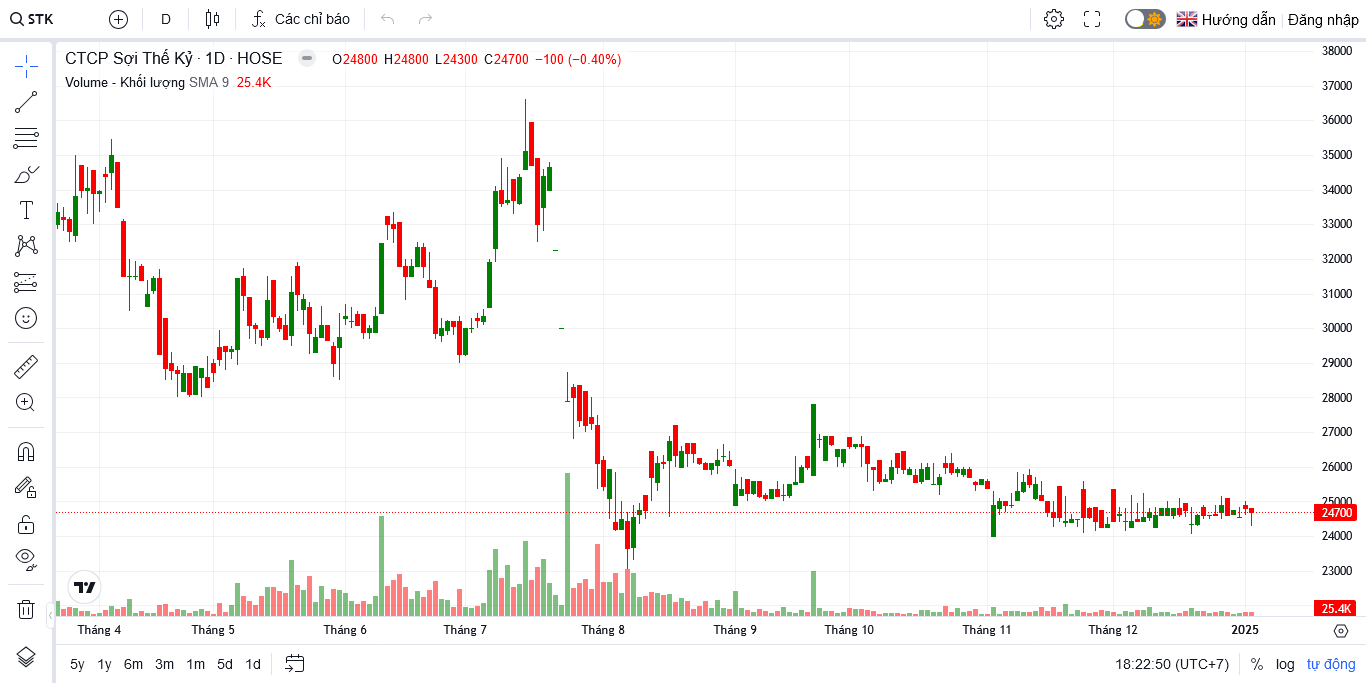 STK D Các chỉ báo Hướng dẫn Đăng nhập
CTCP Sợi Thế Kỷ · 1D · HOSE O24800 H24800 L24300 C24700 −100 (−0.40%)
Volume - Khối lượng SMA 9 25.4K
38000
37000
36000
35000
34000
33000
32000
31000
30000
29000
28000
27000
26000
25000
24700
24000
23000
25.4K
Tháng 4 Tháng 5 Tháng 6 Tháng 7 Tháng 8 Tháng 9 Tháng 10 Tháng 11 Tháng 12 2025
5y 1y 6m 3m 1m 5d 1d 18:22:50 (UTC+7) % log tự động